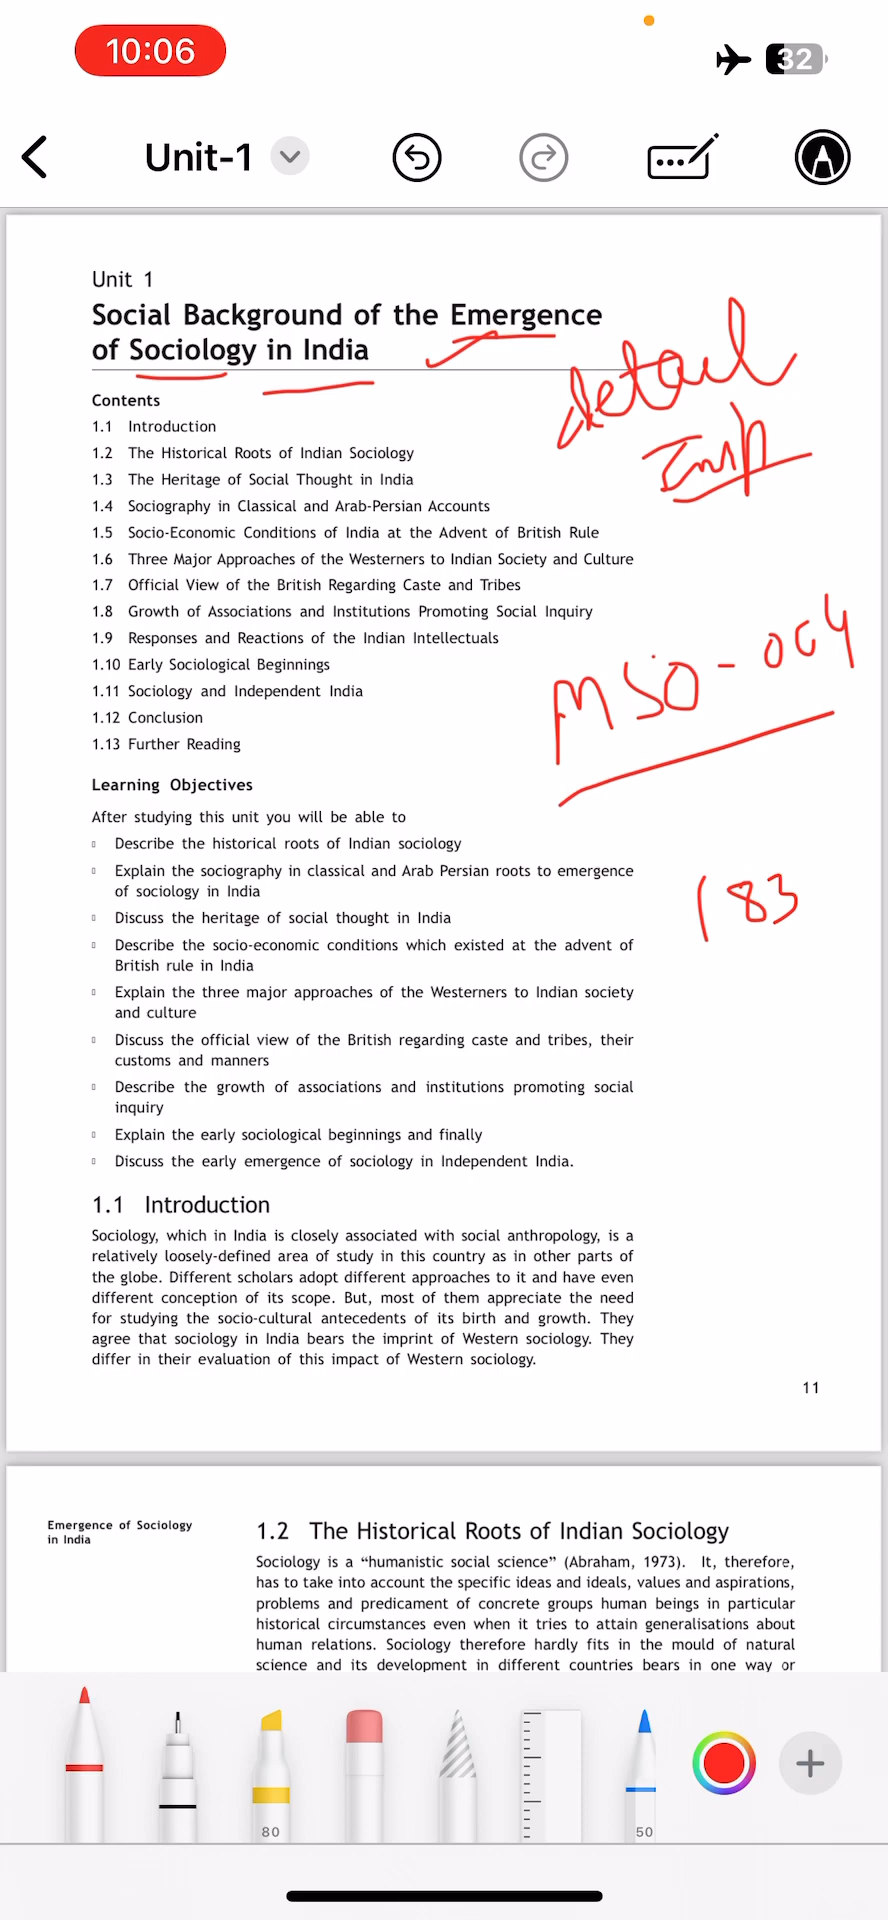 10:06
32
Unit-1
Unit 1
Social Background of the Emergence
of Sociology in India
detail
Imp
Contents
1.1 Introduction
1.2 The Historical Roots of Indian Sociology
1.3 The Heritage of Social Thought in India
1.4 Sociography in Classical and Arab-Persian Accounts
1.5 Socio-Economic Conditions of India at the Advent of British Rule
1.6 Three Major Approaches of the Westerners to Indian Society and Culture
1.7 Official View of the British Regarding Caste and Tribes
1.8 Growth of Associations and Institutions Promoting Social Inquiry
1.9 Responses and Reactions of the Indian Intellectuals
1.10 Early Sociological Beginnings
1.11 Sociology and Independent India
1.12 Conclusion
1.13 Further Reading
MSO-004
Learning Objectives
After studying this unit you will be able to
Describe the historical roots of Indian sociology
Explain the sociography in classical and Arab Persian roots to emergence
of sociology in India
183
Discuss the heritage of social thought in India
Describe the socio-economic conditions which existed at the advent of
British rule in India
Explain the three major approaches of the Westerners to Indian society
and culture
Discuss the official view of the British regarding caste and tribes, their
customs and manners
Describe the growth of associations and institutions promoting social
inquiry
Explain the early sociological beginnings and finally
Discuss the early emergence of sociology in Independent India.
1.1 Introduction
Sociology, which in India is closely associated with social anthropology, is a
relatively loosely-defined area of study in this country as in other parts of
the globe. Different scholars adopt different approaches to it and have even
different conception of its scope. But, most of them appreciate the need
for studying the socio-cultural antecedents of its birth and growth. They
agree that sociology in India bears the imprint of Western sociology. They
differ in their evaluation of this impact of Western sociology.
11
Emergence of Sociology
in India
1.2 The Historical Roots of Indian Sociology
Sociology is a “humanistic social science” (Abraham, 1973). It, therefore,
has to take into account the specific ideas and ideals, values and aspirations,
problems and predicament of concrete groups human beings in particular
historical circumstances even when it tries to attain generalisations about
human relations. Sociology therefore hardly fits in the mould of natural
science and its development in different countries bears in one way or
80
50